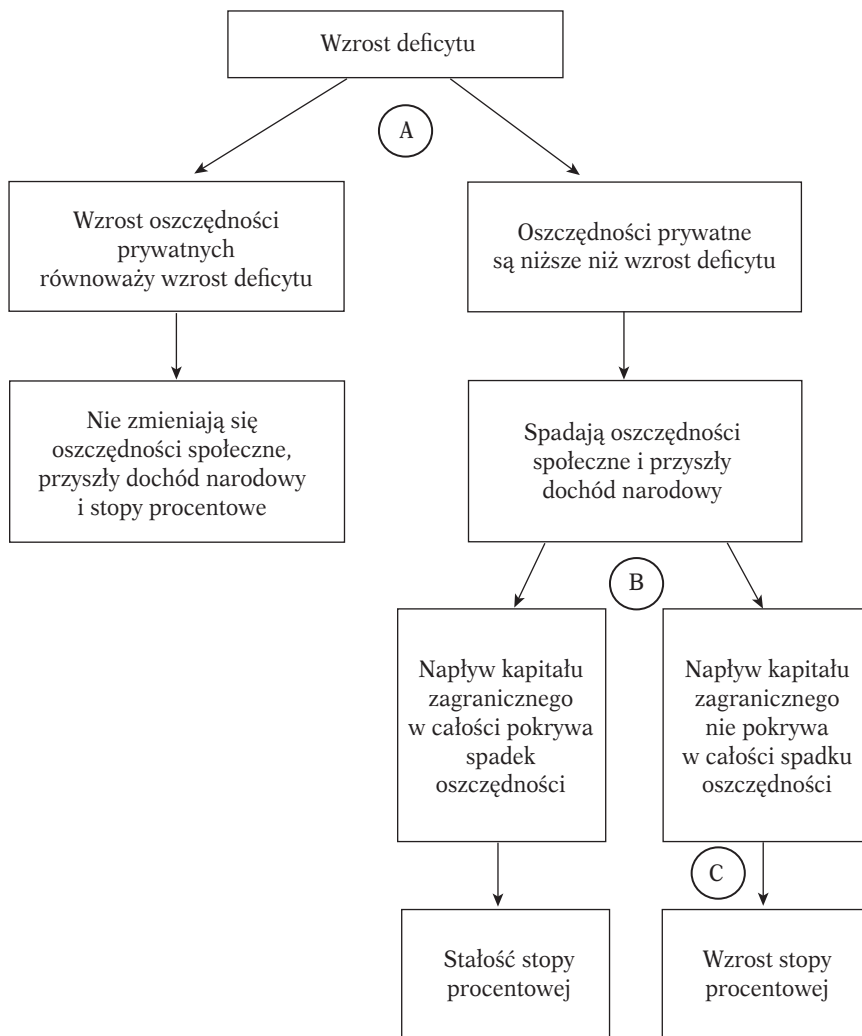 Wzrost deficytu
A
Wzrost oszczędności
prywatnych
równoważy wzrost deficytu
Oszczędności prywatne
są niższe niż wzrost deficytu
Nie zmieniają się
oszczędności społeczne,
przyszły dochód narodowy
i stopy procentowe
Spadają oszczędności
społeczne i przyszły
dochód narodowy
B
Napływ kapitału
zagranicznego
w całości pokrywa
spadek
oszczędności
Napływ kapitału
zagranicznego
nie pokrywa
w całości spadku
oszczędności
C
Stałość stopy
procentowej
Wzrost stopy
procentowej